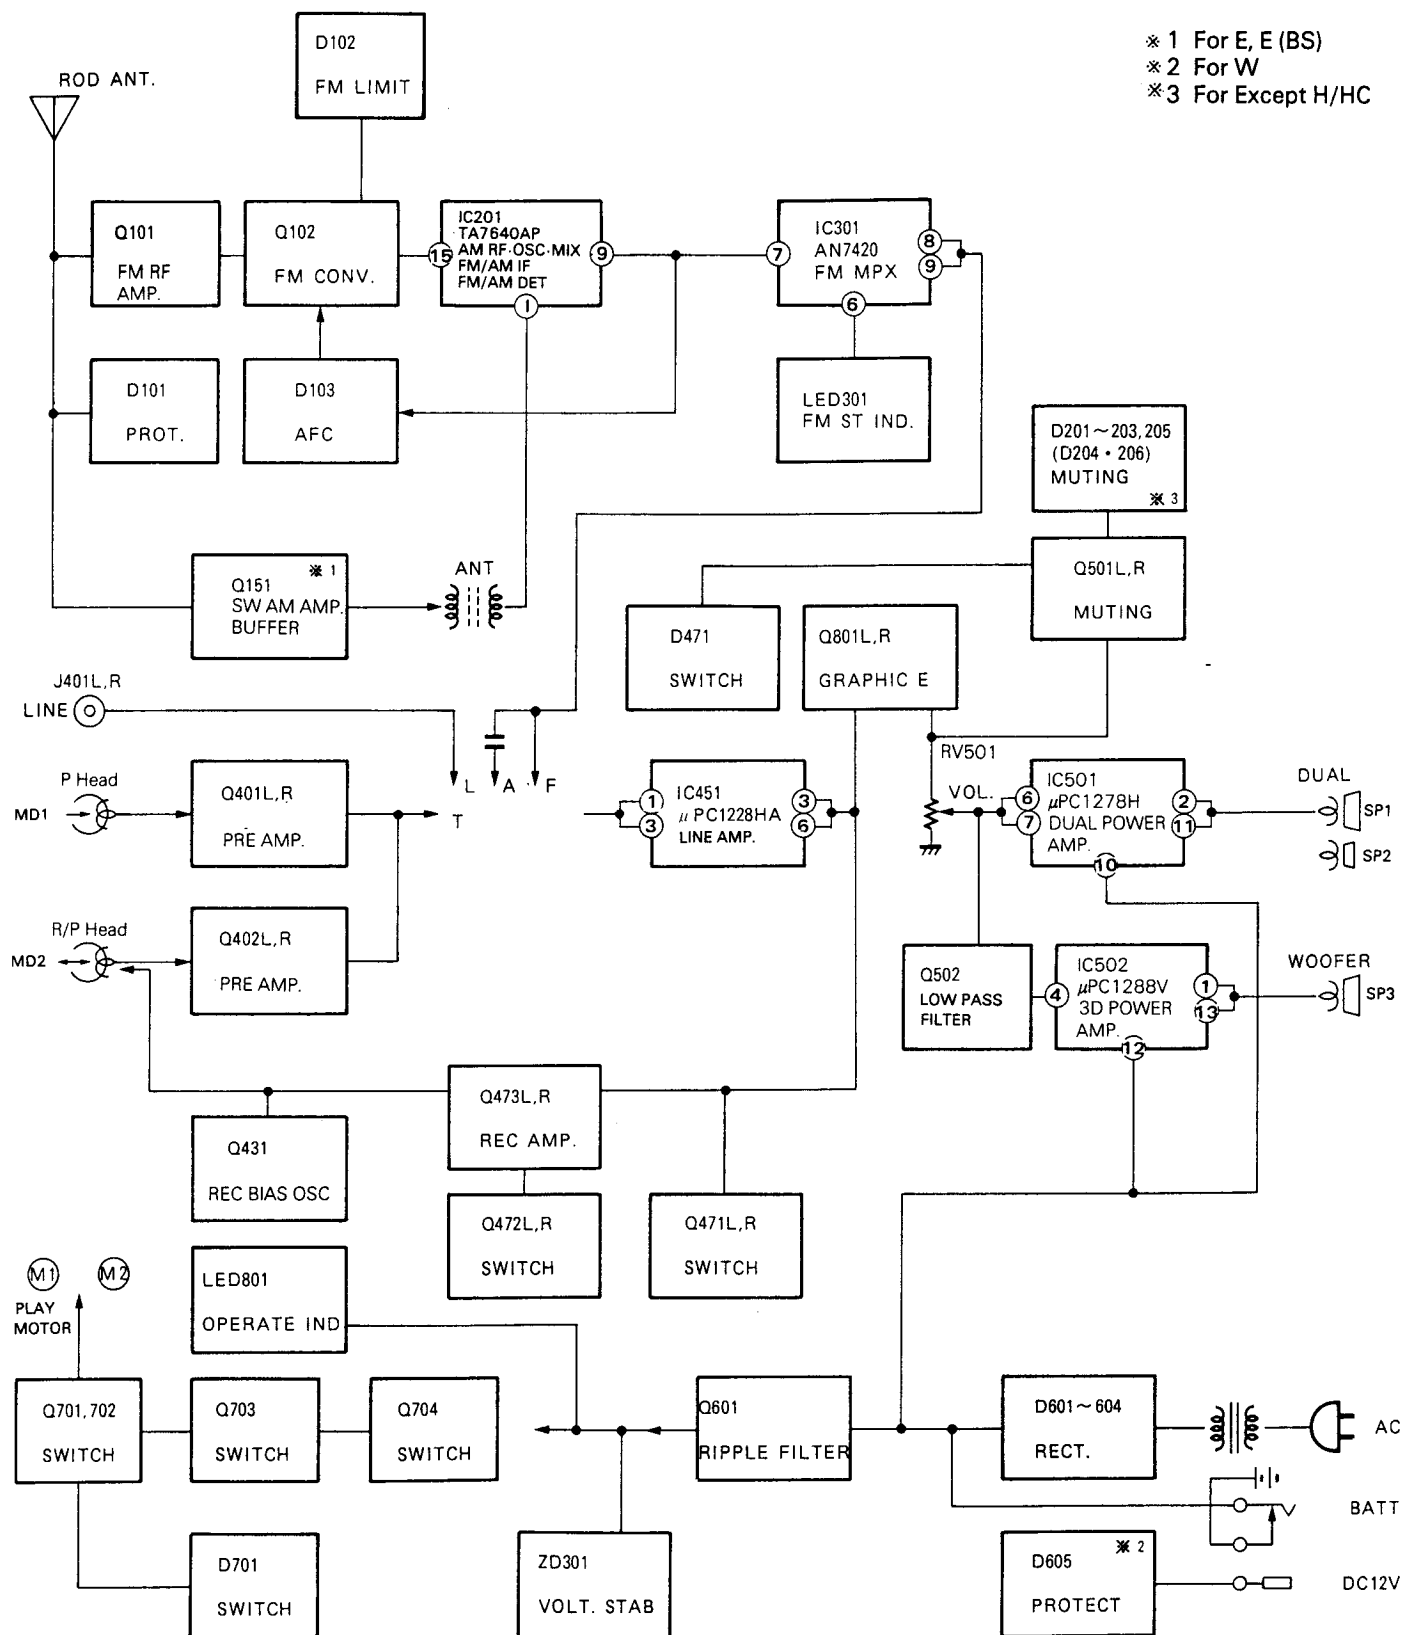 ※ 1 For E, E (BS)
※ 2 For W
※ 3 For Except H/HC
ROD ANT.
D102
FM LIMIT
Q101
FM RF
AMP.
Q102
FM CONV.
IC201
TA7640AP
AM RF·OSC·MIX
FM/AM IF
FM/AM DET
15
9
1
IC301
AN7420
FM MPX
7
8
9
6
D101
PROT.
D103
AFC
LED301
FM ST IND.
D201～203,205
(D204・206)
MUTING
※ 3
Q151
SW AM AMP.
BUFFER
※ 1
ANT
Q501L,R
MUTING
D471
SWITCH
Q801L,R
GRAPHIC E
J401L,R
LINE
L
A
F
T
RV501
VOL.
P Head
MD1
Q401L,R
PRE AMP.
IC451
μPC1228HA
LINE AMP.
1
3
3
6
IC501
μPC1278H
DUAL POWER
AMP.
6
7
2
11
10
DUAL
SP1
SP2
R/P Head
MD2
Q402L,R
PRE AMP.
Q502
LOW PASS
FILTER
IC502
μPC1288V
3D POWER
AMP.
4
1
13
12
WOOFER
SP3
Q473L,R
REC AMP.
Q431
REC BIAS OSC
Q472L,R
SWITCH
Q471L,R
SWITCH
M1
M2
PLAY
MOTOR
LED801
OPERATE IND
Q701,702
SWITCH
Q703
SWITCH
Q704
SWITCH
Q601
RIPPLE FILTER
D601～604
RECT.
AC
BATT
D701
SWITCH
ZD301
VOLT. STAB
D605
PROTECT
※ 2
DC12V